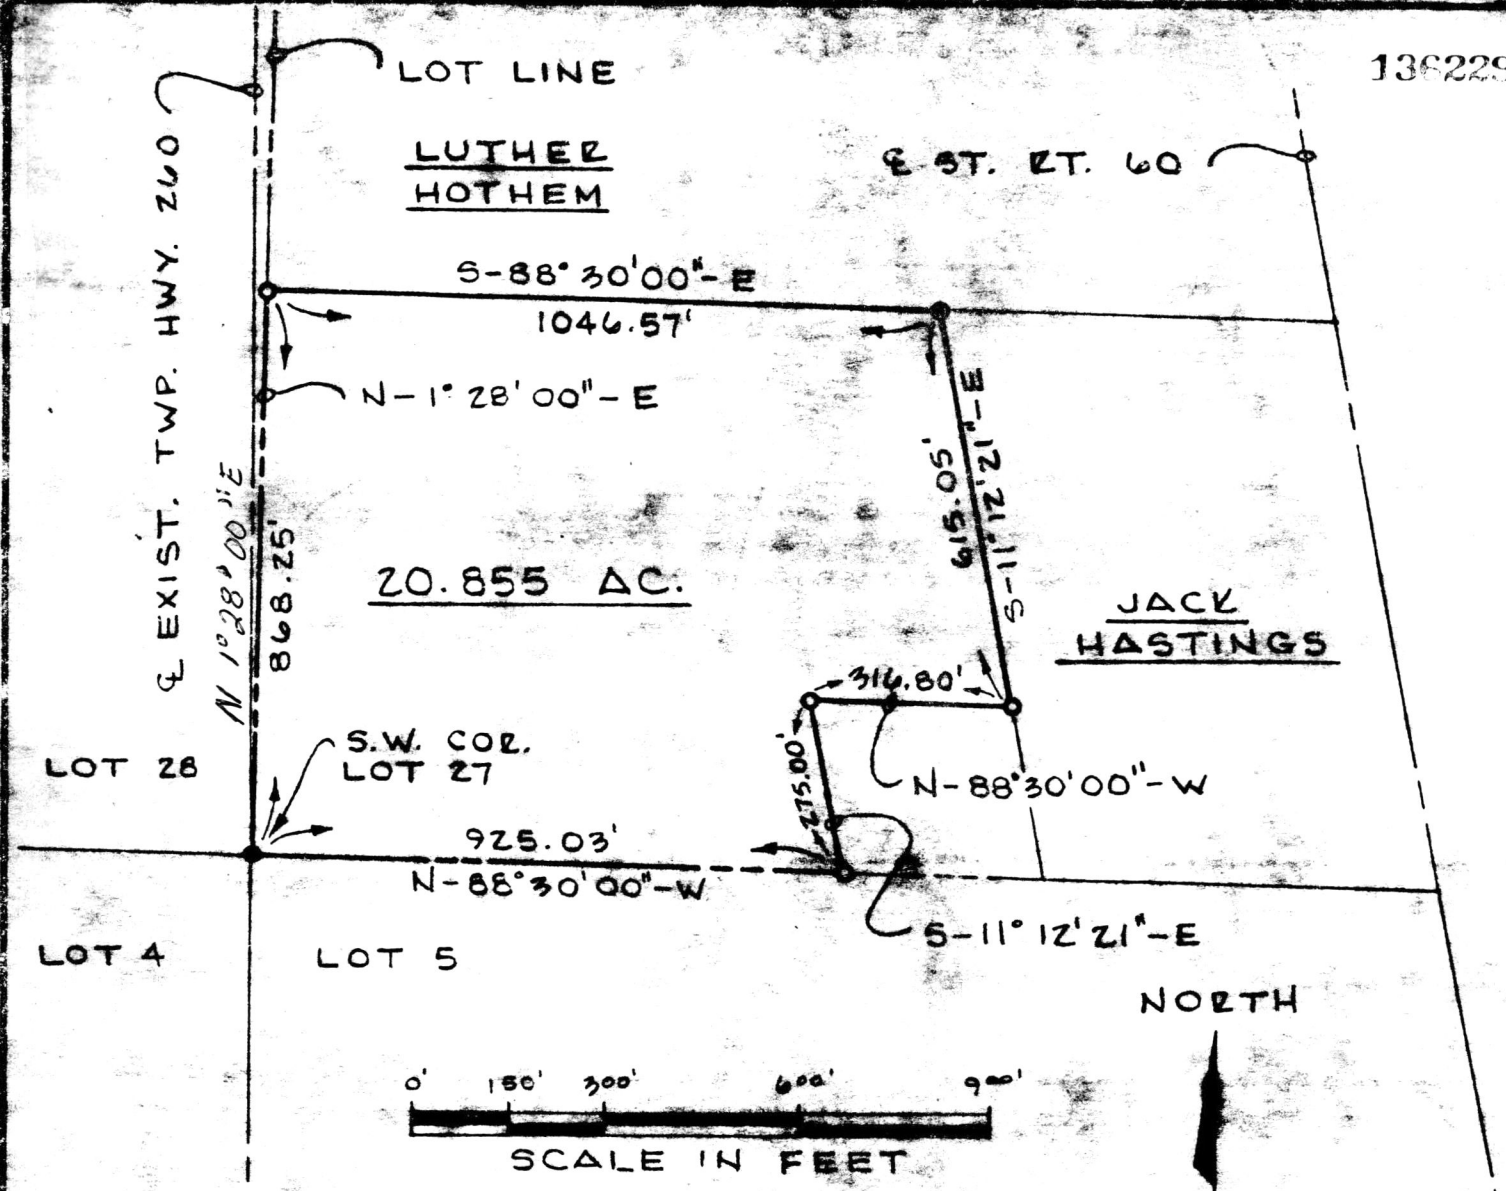 136229
LOT LINE
LUTHER
HOTHEM
℄ ST. RT. 60
℄ EXIST. TWP. HWY. 260
S-88°30'00"-E
1046.57'
N-1°28'00"-E
N 1°28'00"E
868.25'
S-11°12'21"-E
615.05'
20.855 AC.
JACK
HASTINGS
316.80'
S.W. COR.
LOT 27
LOT 28
275.00'
N-88°30'00"-W
925.03'
N-88°30'00"-W
S-11°12'21"-E
LOT 4
LOT 5
NORTH
0' 150' 300' 600' 900'
SCALE IN FEET